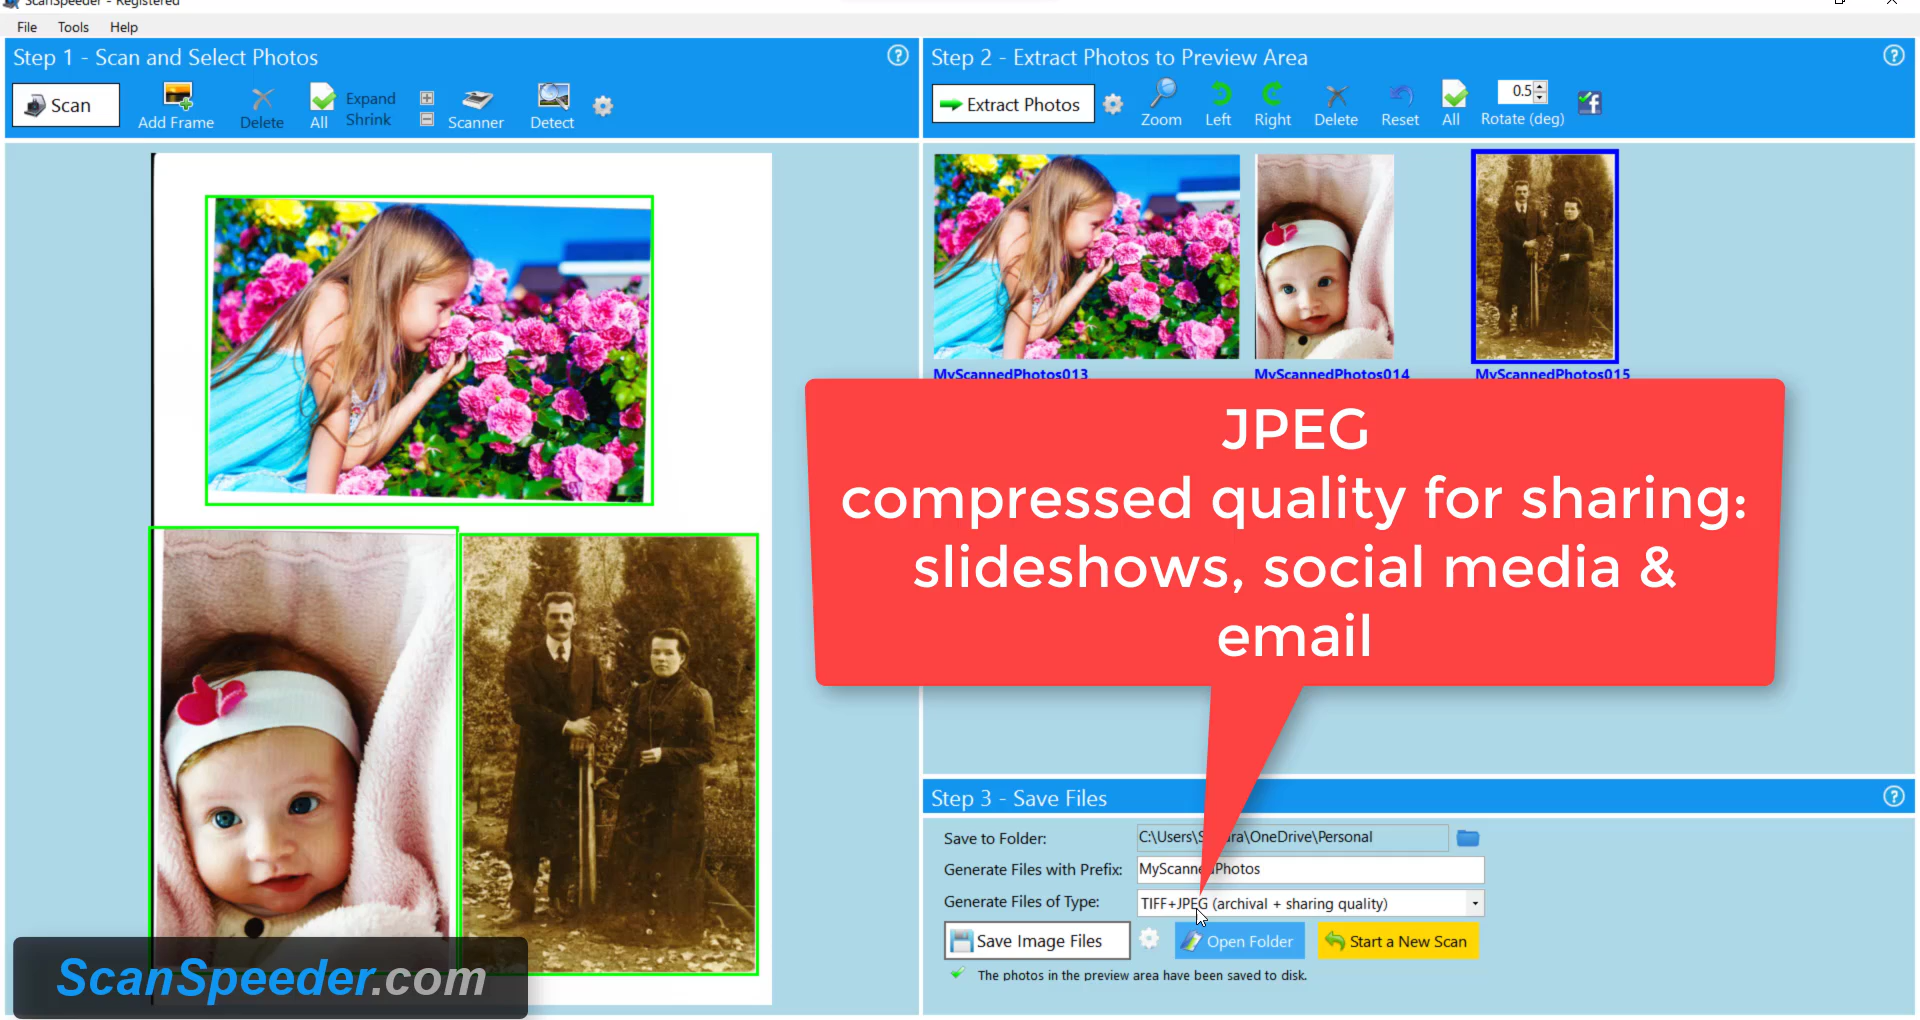 ScanSpeeder - Registered
File Tools Help
Step 1 - Scan and Select Photos
Scan
Add Frame
Delete
All
Expand
Shrink
Scanner
Detect
Step 2 - Extract Photos to Preview Area
Extract Photos
Zoom
Left
Right
Delete
Reset
All
0.5
Rotate (deg)
MyScannedPhotos013
MyScannedPhotos014
MyScannedPhotos015
JPEG
compressed quality for sharing:
slideshows, social media &
email
Step 3 - Save Files
Save to Folder:
Generate Files with Prefix:
MyScanne Photos
Generate Files of Type:
TIFF+JPEG (archival + sharing quality)
Save Image Files
Open Folder
Start a New Scan
The photos in the preview area have been saved to disk.
ScanSpeeder.com